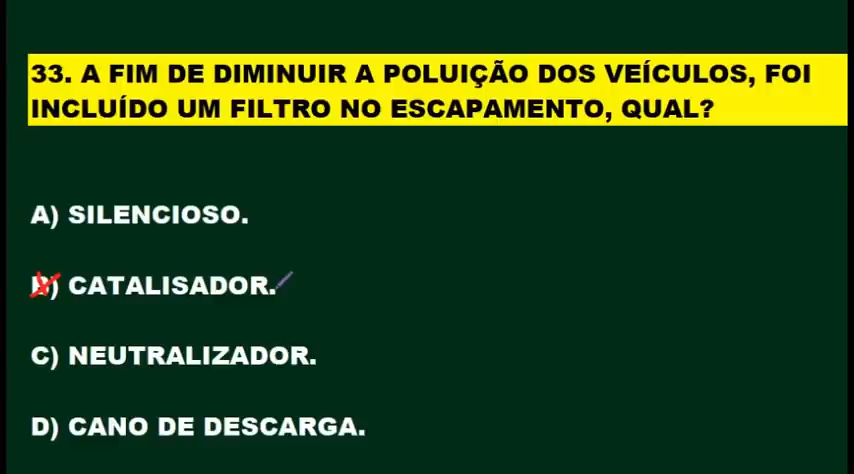 33. A FIM DE DIMINUIR A POLUIÇÃO DOS VEÍCULOS, FOI
INCLUÍDO UM FILTRO NO ESCAPAMENTO, QUAL?
A) SILENCIOSO.
B) CATALISADOR.
C) NEUTRALIZADOR.
D) CANO DE DESCARGA.